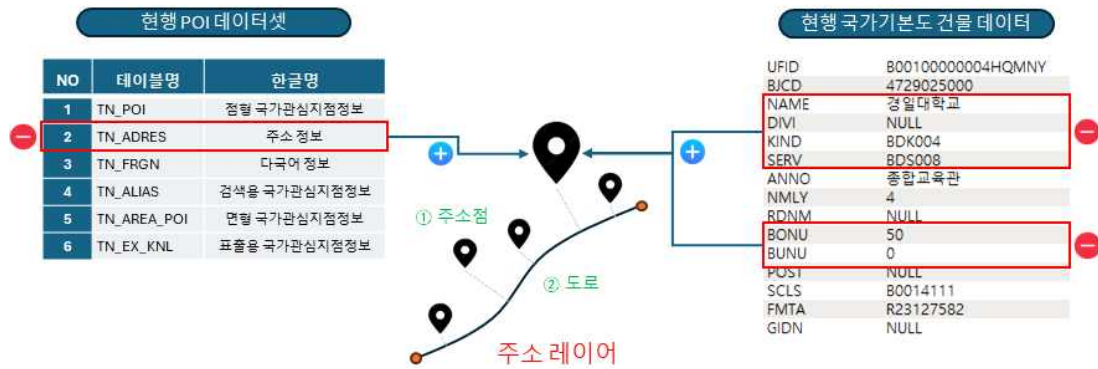 현행 POI 데이터셋
NO 테이블명 한글명
1 TN_POI 점형 국가관심지점정보
2 TN_ADRES 주소 정보
3 TN_FRGN 다국어 정보
4 TN_ALIAS 검색용 국가관심지점정보
5 TN_AREA_POI 면형 국가관심지점정보
6 TN_EX_KNL 표출용 국가관심지점정보
① 주소점
② 도로
주소 레이어
현행 국가기본도 건물 데이터
UFID B00100000004HQMNY
BJCD 4729025000
NAME 경일대학교
DIVI NULL
KIND BDK004
SERV BDS008
ANNO 종합교육관
NMLY 4
RDNM NULL
BONU 50
BUNU 0
POST NULL
SCLS B0014111
FMTA R23127582
GIDN NULL